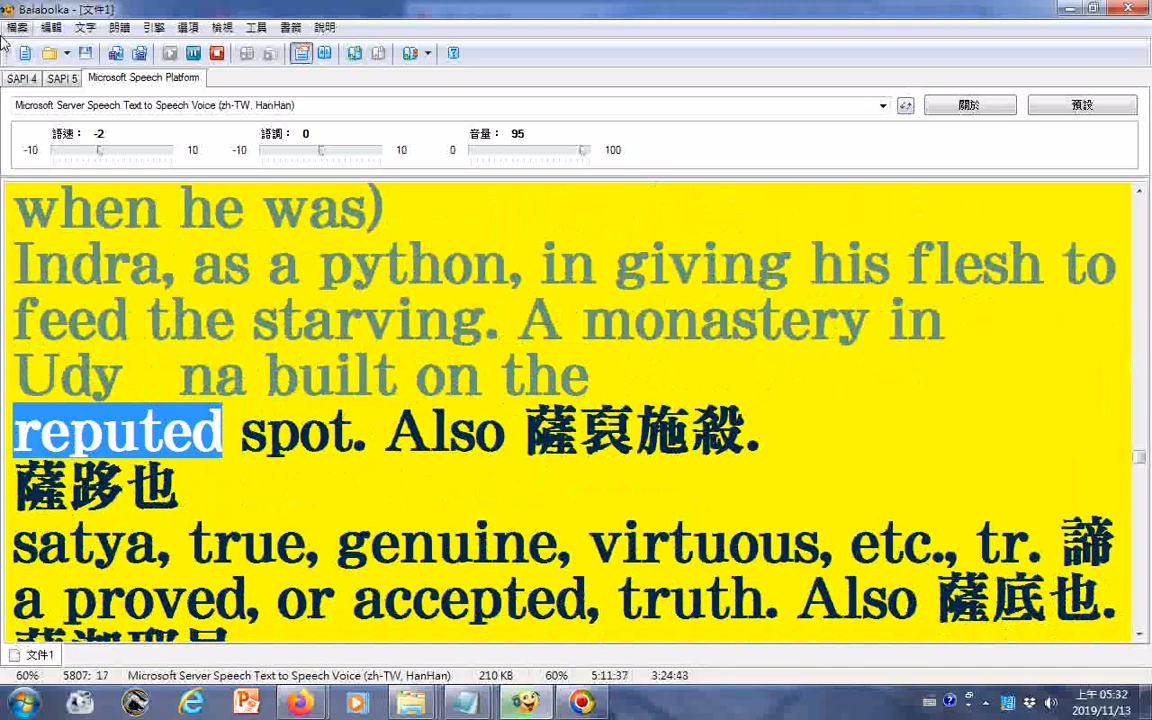 Balabolka - [文件1]
檔案 編輯 文字 朗讀 引擎 選項 檢視 工具 書籤 說明
SAPI 4 SAPI 5 Microsoft Speech Platform
Microsoft Server Speech Text to Speech Voice (zh-TW, HanHan) 關於 預設
語速： -2 語調： 0 音量： 95
-10 10 -10 10 0 100
when he was)
Indra, as a python, in giving his flesh to
feed the starving. A monastery in
Udy na built on the
reputed spot. Also 薩裒施殺.
薩跢也
satya, true, genuine, virtuous, etc., tr. 諦
a proved, or accepted, truth. Also 薩底也.
文件1
60% 5807: 17 Microsoft Server Speech Text to Speech Voice (zh-TW, HanHan) 210 KB 60% 5:11:37 3:24:43
上午 05:32
2019/11/13